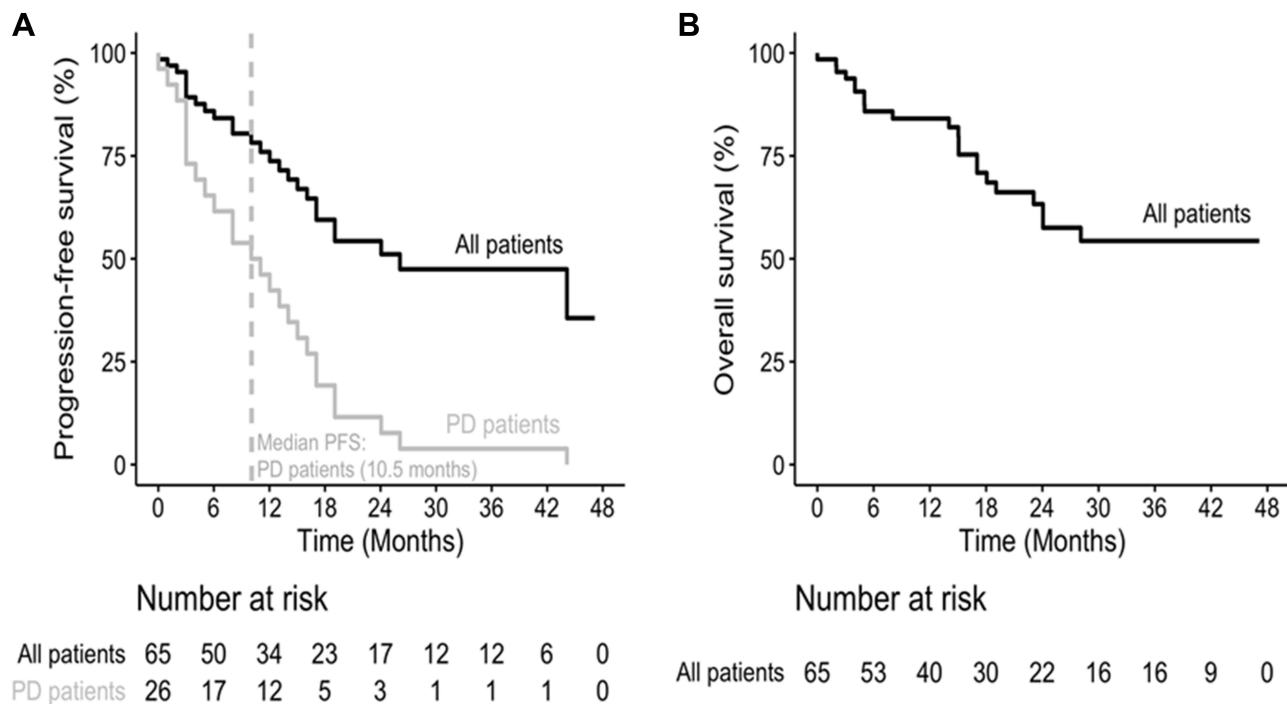 A
Progression-free survival (%)
100
75
50
25
0
All patients
PD patients
Median PFS:
PD patients (10.5 months)
0 6 12 18 24 30 36 42 48
Time (Months)
Number at risk
All patients 65 50 34 23 17 12 12 6 0
PD patients 26 17 12 5 3 1 1 1 0
B
Overall survival (%)
100
75
50
25
0
All patients
0 6 12 18 24 30 36 42 48
Time (Months)
Number at risk
All patients 65 53 40 30 22 16 16 9 0